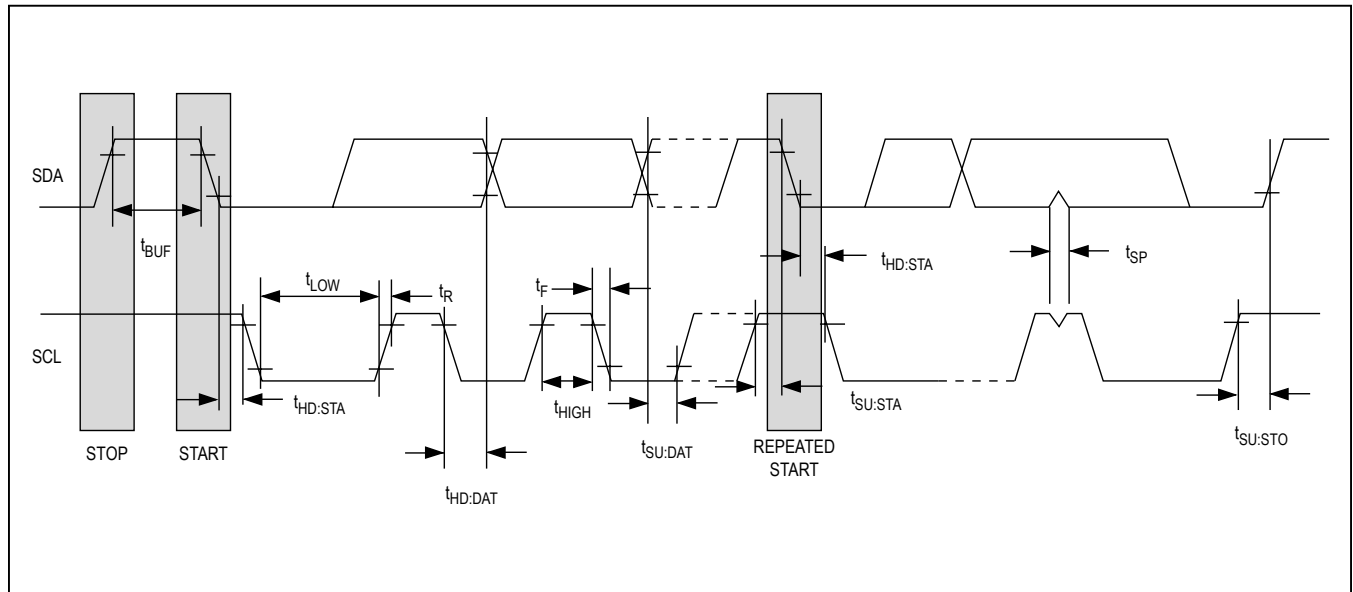 SDA
tBUF
tLOW
tR
tF
tHD:STA
tSP
SCL
tHD:STA
tHIGH
tSU:DAT
tSU:STA
tSU:STO
STOP
START
REPEATED
START
tHD:DAT